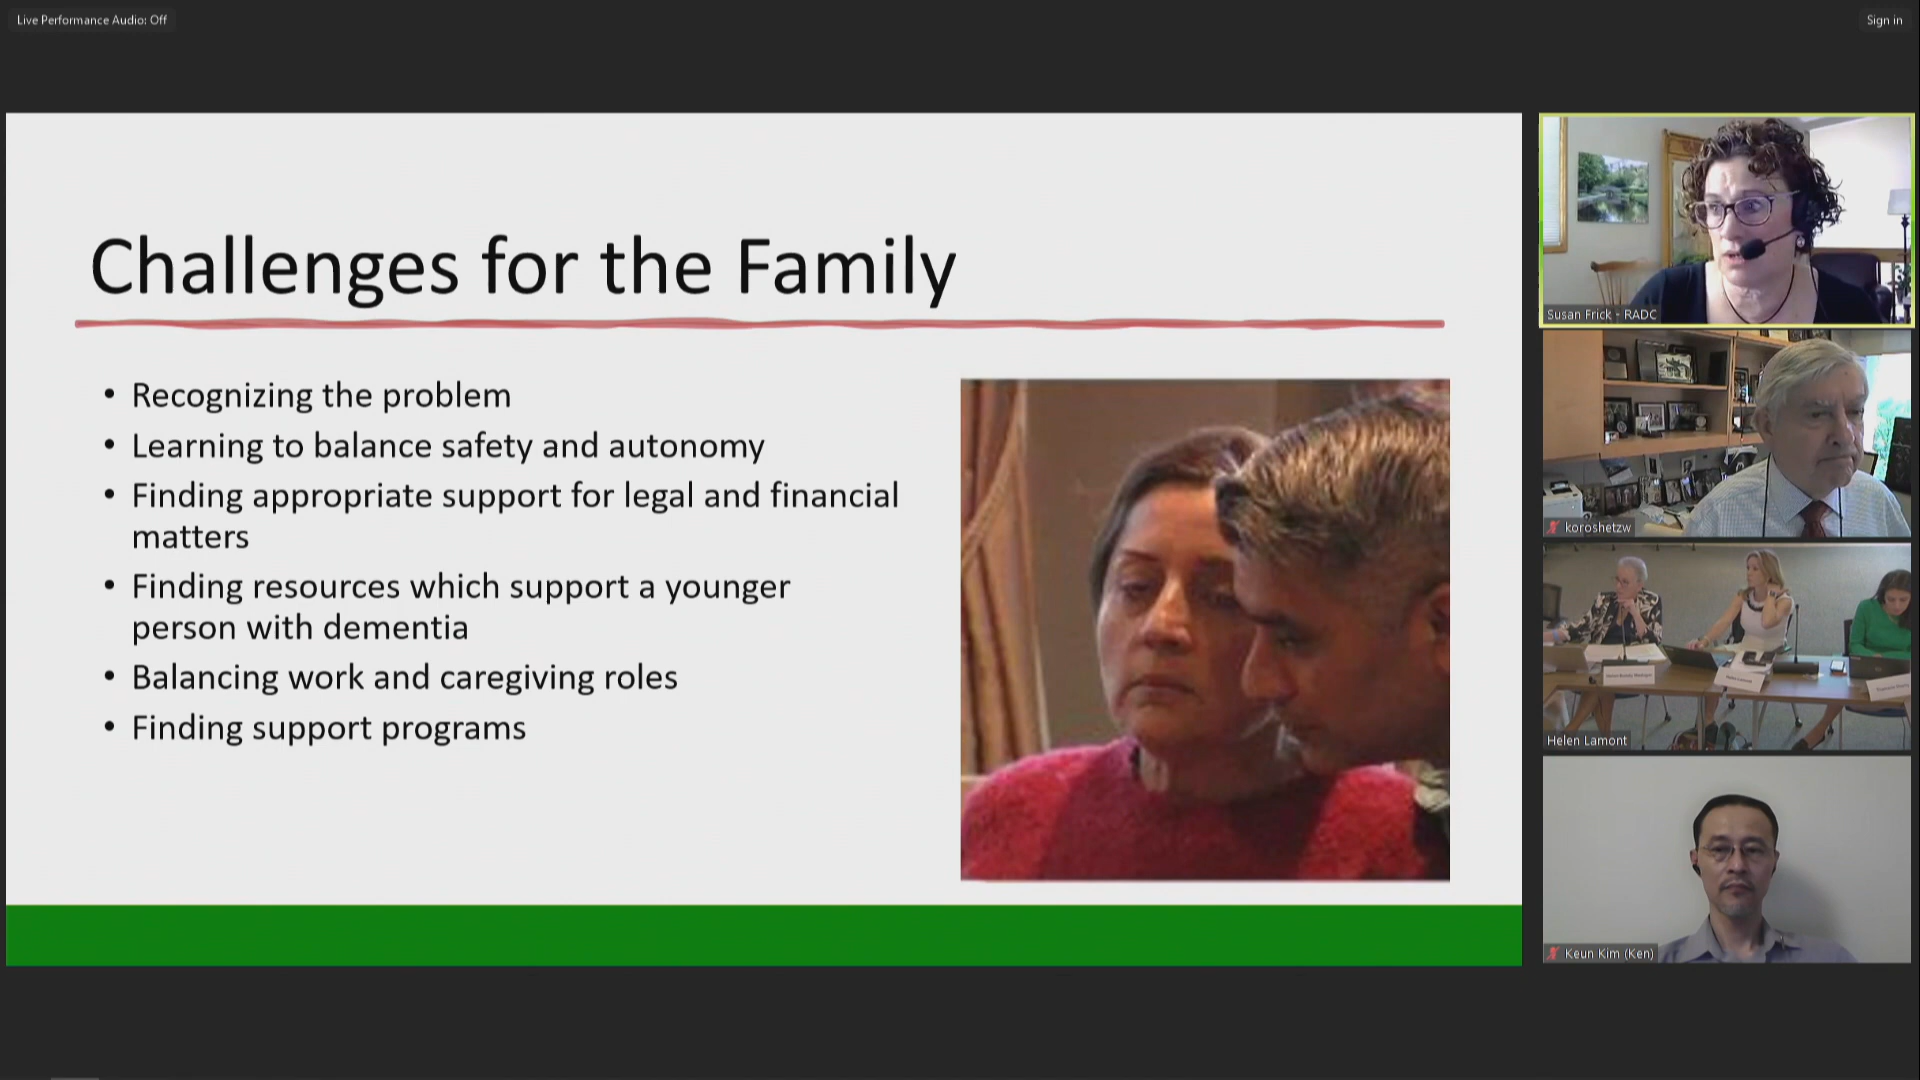 Live Performance Audio: Off
Sign in
Challenges for the Family
• Recognizing the problem
• Learning to balance safety and autonomy
• Finding appropriate support for legal and financial
matters
• Finding resources which support a younger
person with dementia
• Balancing work and caregiving roles
• Finding support programs
Susan Frick - RADC
koroshetzw
Helen Lamont
Keun Kim (Ken)